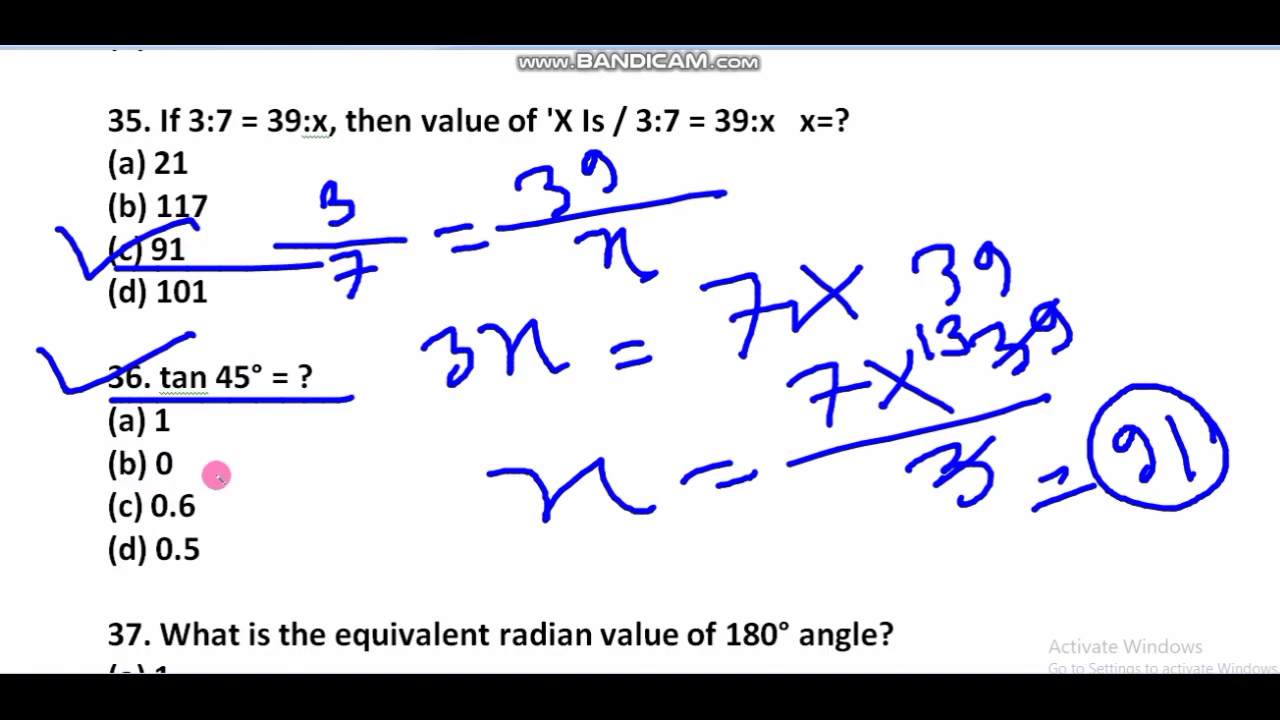 www.BANDICAM.com
35. If 3:7 = 39:x, then value of 'X Is / 3:7 = 39:x x=?
(a) 21
(b) 117
(c) 91
(d) 101
3/7 = 39/x
3x = 7 × 39
x = 7 × 13 39 / 3 = 91
36. tan 45° = ?
(a) 1
(b) 0
(c) 0.6
(d) 0.5
37. What is the equivalent radian value of 180° angle?
(a) 1
Activate Windows
Go to Settings to activate Windows.